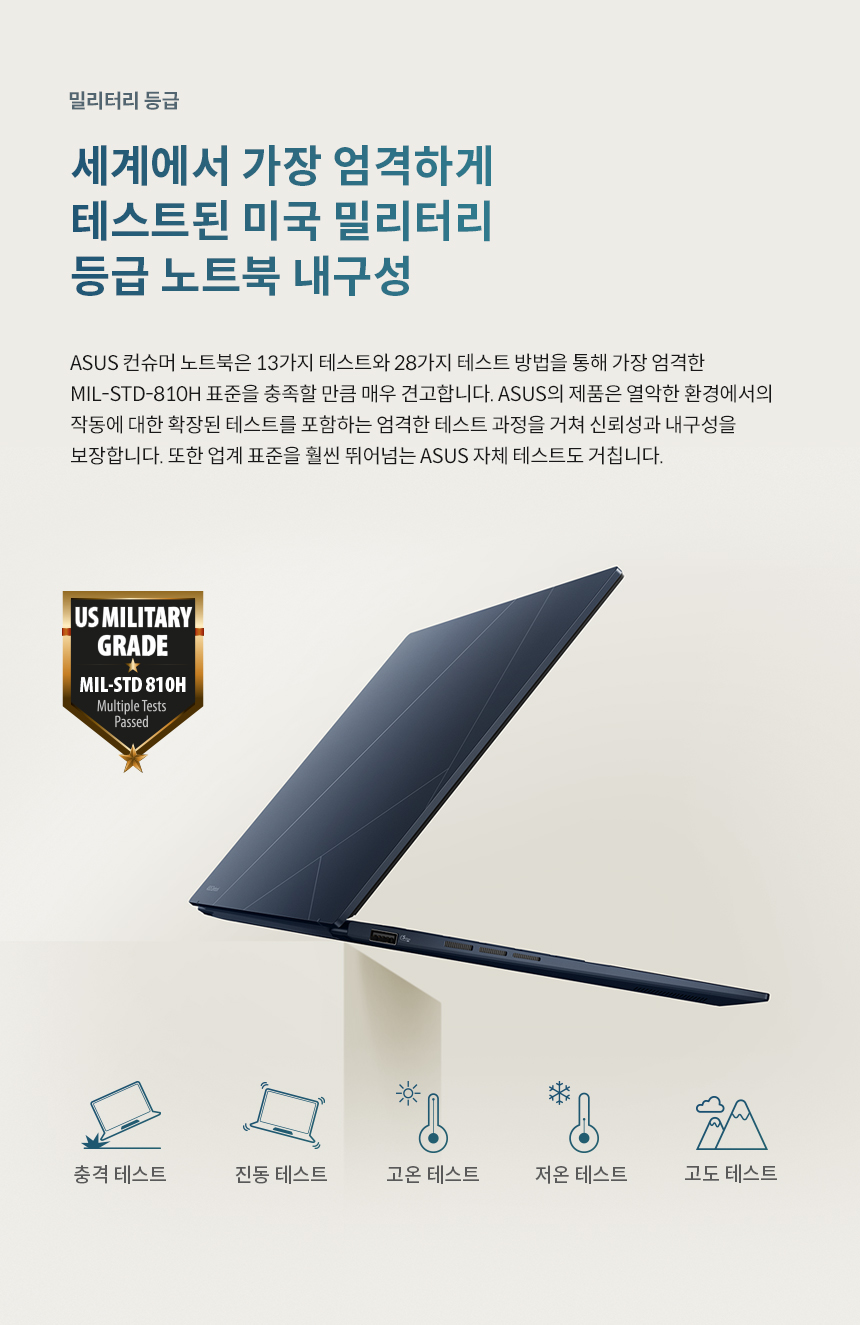 밀리터리 등급
세계에서 가장 엄격하게
테스트된 미국 밀리터리
등급 노트북 내구성
ASUS 컨슈머 노트북은 13가지 테스트와 28가지 테스트 방법을 통해 가장 엄격한
MIL-STD-810H 표준을 충족할 만큼 매우 견고합니다. ASUS의 제품은 열악한 환경에서의
작동에 대한 확장된 테스트를 포함하는 엄격한 테스트 과정을 거쳐 신뢰성과 내구성을
보장합니다. 또한 업계 표준을 훨씬 뛰어넘는 ASUS 자체 테스트도 거칩니다.
US MILITARY
GRADE
MIL-STD 810H
Multiple Tests
Passed
충격 테스트
진동 테스트
고온 테스트
저온 테스트
고도 테스트